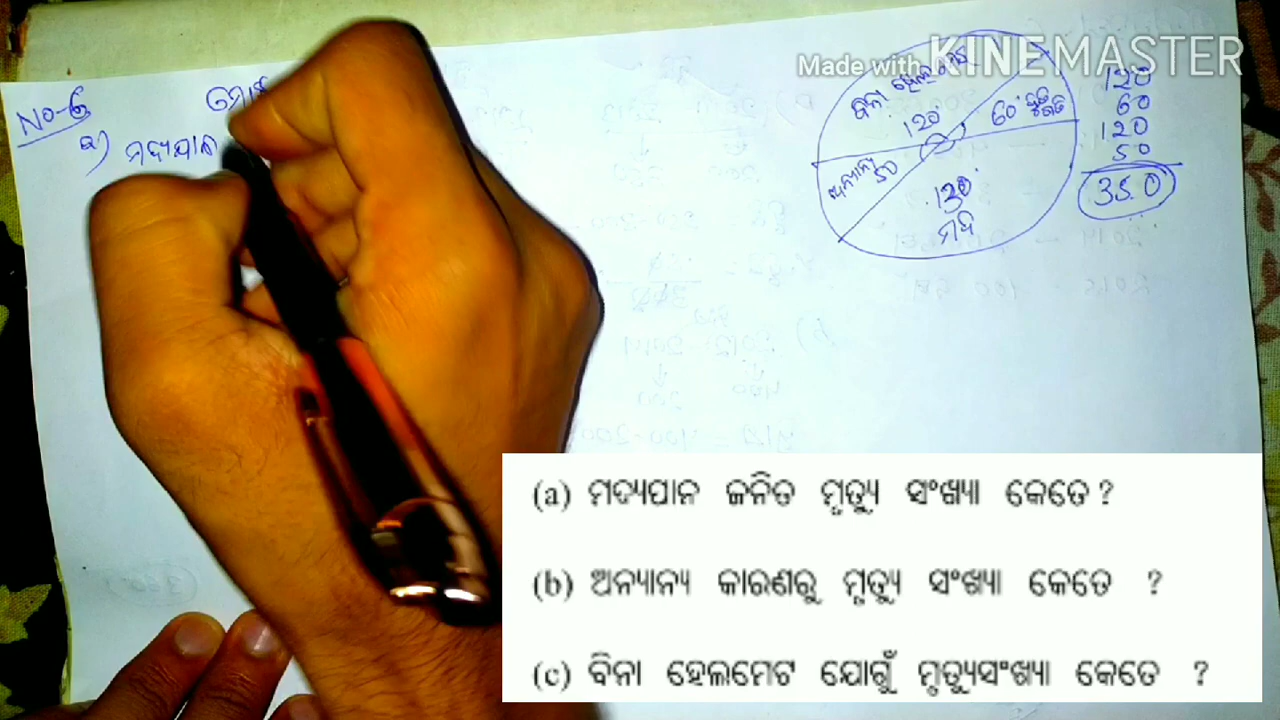 Made with KINEMASTER
NO-6
ମୋଟ
a) ମଦ୍ୟପାନ
ବିନା ହେଲମେଟ
120°
60°
ଅନ୍ୟାନ୍ୟ
50
ମଦ
120
60
120
50
350
(a) ମଦ୍ୟପାନ ଜନିତ ମୃତ୍ୟୁ ସଂଖ୍ୟା କେତେ ?
(b) ଅନ୍ୟାନ୍ୟ କାରଣରୁ ମୃତ୍ୟୁ ସଂଖ୍ୟା କେତେ ?
(c) ବିନା ହେଲମେଟ ଯୋଗୁଁ ମୃତ୍ୟୁସଂଖ୍ୟା କେତେ ?